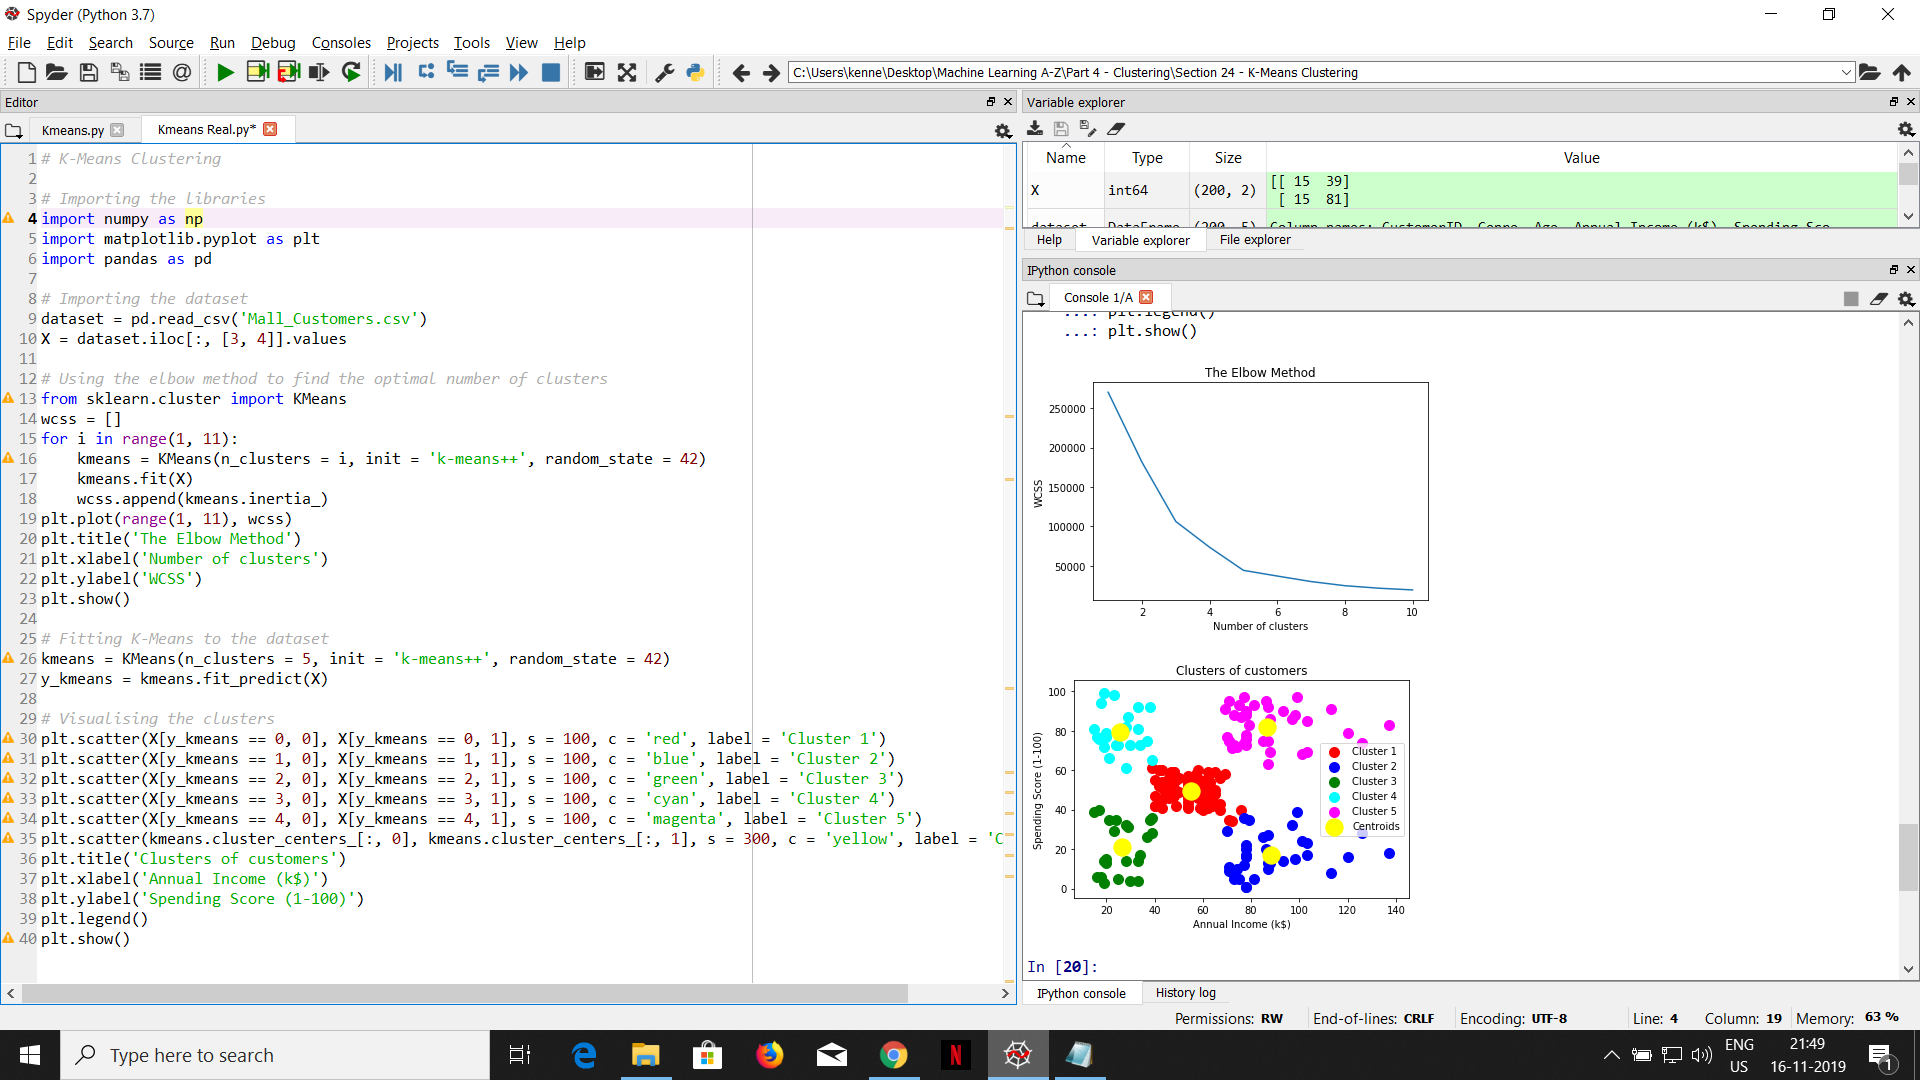 Spyder (Python 3.7)
File Edit Search Source Run Debug Consoles Projects Tools View Help
C:\Users\kenne\Desktop\Machine Learning A-Z\Part 4 - Clustering\Section 24 - K-Means Clustering
Editor
Kmeans.py
Kmeans Real.py*
1 # K-Means Clustering
2
3 # Importing the libraries
4 import numpy as np
5 import matplotlib.pyplot as plt
6 import pandas as pd
7
8 # Importing the dataset
9 dataset = pd.read_csv('Mall_Customers.csv')
10 X = dataset.iloc[:, [3, 4]].values
11
12 # Using the elbow method to find the optimal number of clusters
13 from sklearn.cluster import KMeans
14 wcss = []
15 for i in range(1, 11):
16     kmeans = KMeans(n_clusters = i, init = 'k-means++', random_state = 42)
17     kmeans.fit(X)
18     wcss.append(kmeans.inertia_)
19 plt.plot(range(1, 11), wcss)
20 plt.title('The Elbow Method')
21 plt.xlabel('Number of clusters')
22 plt.ylabel('WCSS')
23 plt.show()
24
25 # Fitting K-Means to the dataset
26 kmeans = KMeans(n_clusters = 5, init = 'k-means++', random_state = 42)
27 y_kmeans = kmeans.fit_predict(X)
28
29 # Visualising the clusters
30 plt.scatter(X[y_kmeans == 0, 0], X[y_kmeans == 0, 1], s = 100, c = 'red', label = 'Cluster 1')
31 plt.scatter(X[y_kmeans == 1, 0], X[y_kmeans == 1, 1], s = 100, c = 'blue', label = 'Cluster 2')
32 plt.scatter(X[y_kmeans == 2, 0], X[y_kmeans == 2, 1], s = 100, c = 'green', label = 'Cluster 3')
33 plt.scatter(X[y_kmeans == 3, 0], X[y_kmeans == 3, 1], s = 100, c = 'cyan', label = 'Cluster 4')
34 plt.scatter(X[y_kmeans == 4, 0], X[y_kmeans == 4, 1], s = 100, c = 'magenta', label = 'Cluster 5')
35 plt.scatter(kmeans.cluster_centers_[:, 0], kmeans.cluster_centers_[:, 1], s = 300, c = 'yellow', label = 'C
36 plt.title('Clusters of customers')
37 plt.xlabel('Annual Income (k$)')
38 plt.ylabel('Spending Score (1-100)')
39 plt.legend()
40 plt.show()
Variable explorer
Name Type Size Value
X int64 (200, 2) [[ 15 39]
[ 15 81]
dataset DataFrame (200, 5) Column names: CustomerID, Genre, Age, Annual Income (k$), Spending Sco...
Help Variable explorer File explorer
IPython console
Console 1/A
...: plt.legend()
...: plt.show()
The Elbow Method
250000
200000
150000
100000
50000
WCSS
2 4 6 8 10
Number of clusters
Clusters of customers
100
80
60
40
20
0
Spending Score (1-100)
Cluster 1
Cluster 2
Cluster 3
Cluster 4
Cluster 5
Centroids
20 40 60 80 100 120 140
Annual Income (k$)
In [20]:
IPython console History log
Permissions: RW End-of-lines: CRLF Encoding: UTF-8 Line: 4 Column: 19 Memory: 63 %
Type here to search
ENG
US
21:49
16-11-2019
1